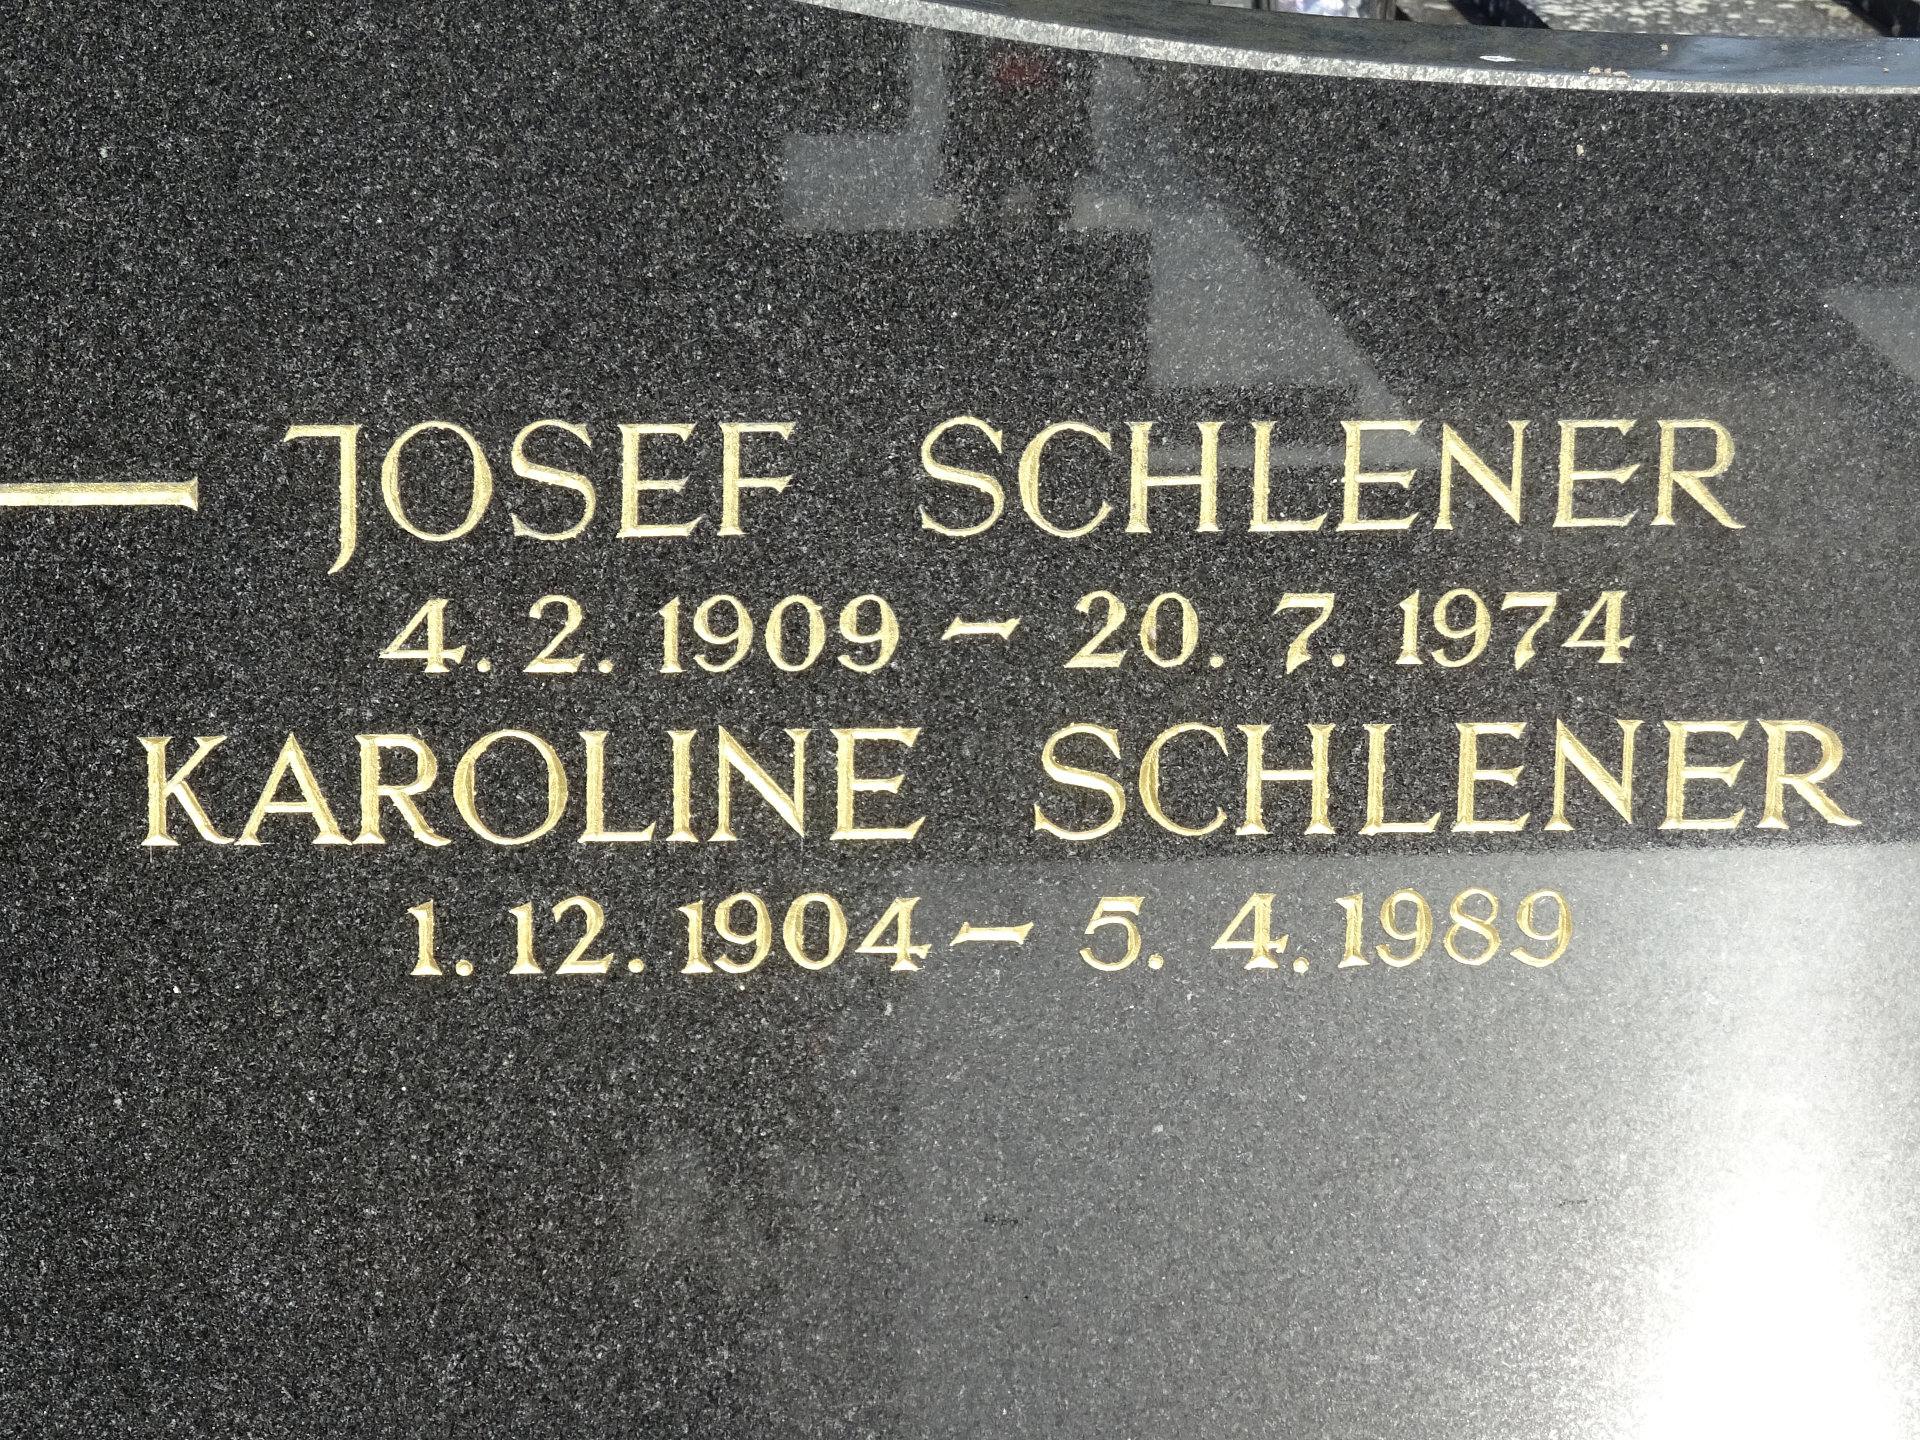 JOSEF SCHLENER
4. 2. 1909 – 20. 7. 1974
KAROLINE SCHLENER
1. 12. 1904 – 5. 4. 1989